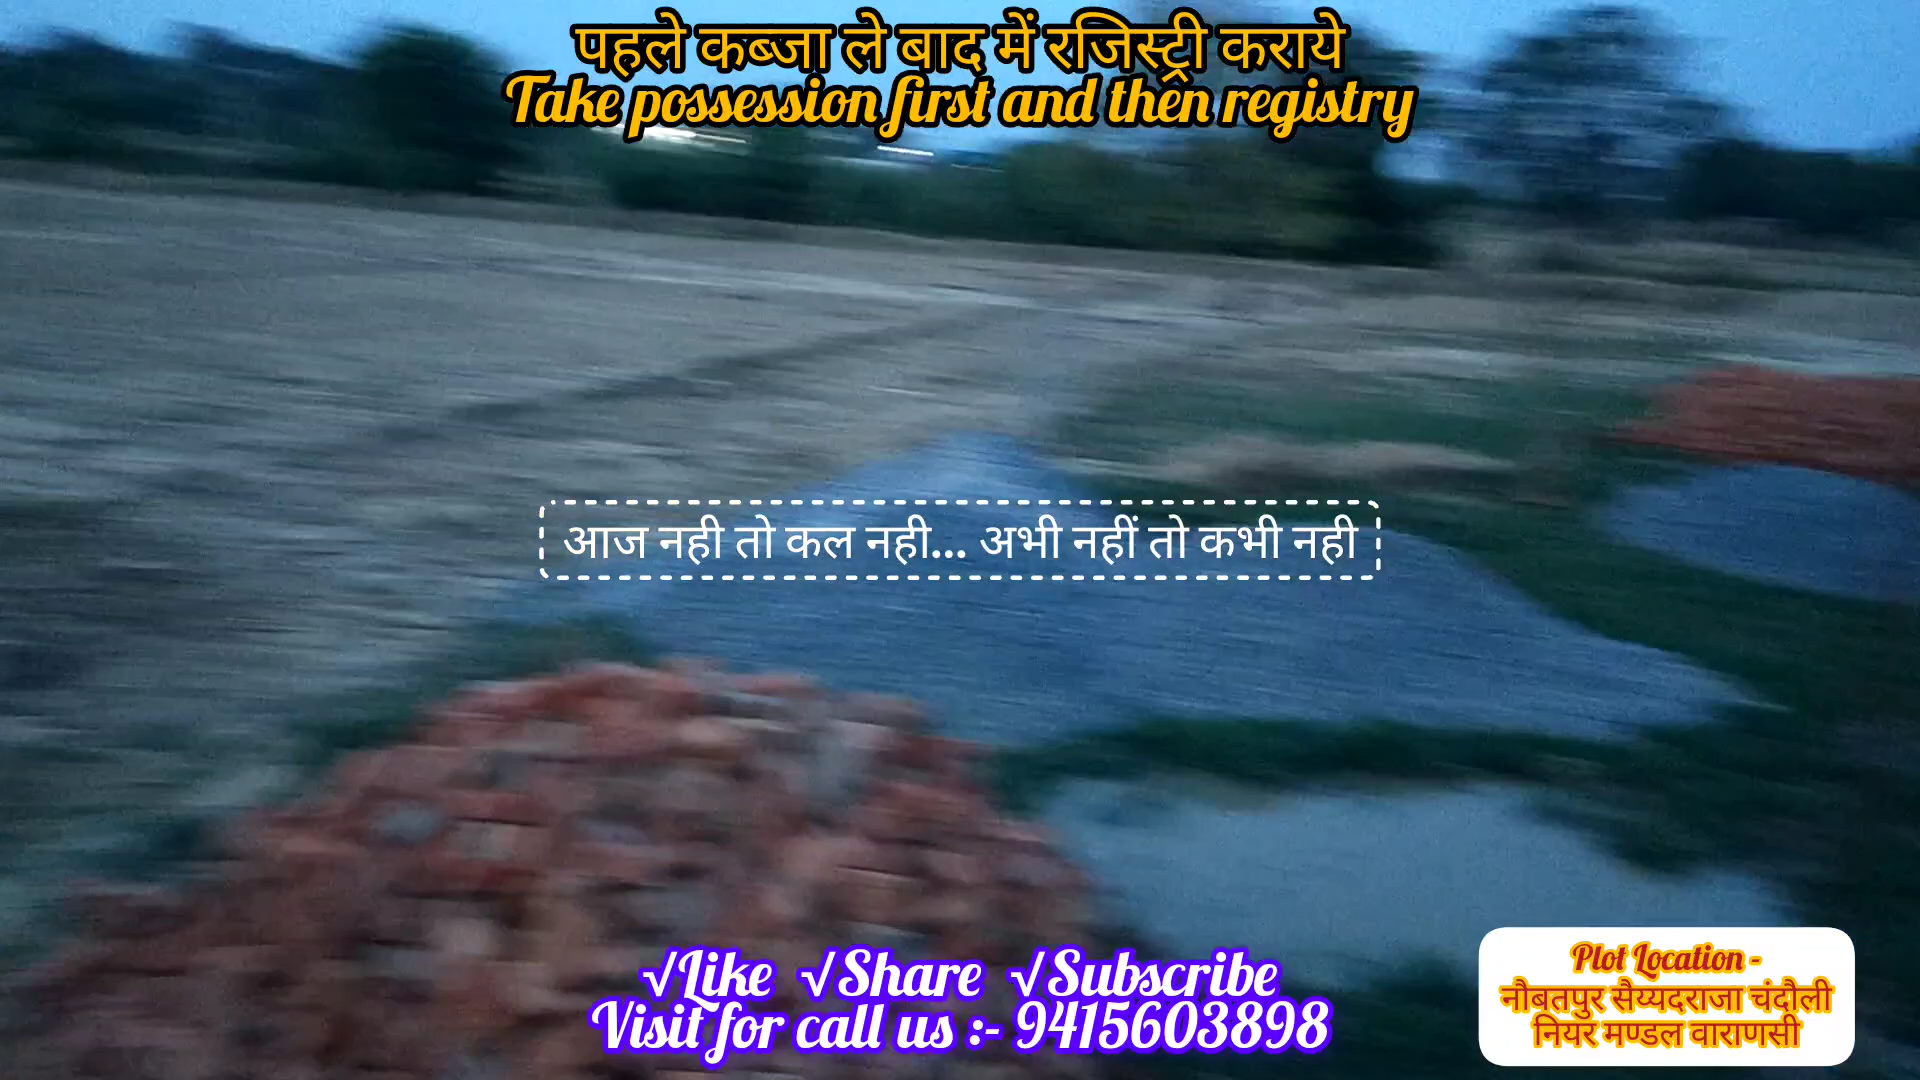 पहले कब्जा ले बाद में रजिस्ट्री कराये
Take possession first and then registry
आज नही तो कल नही... अभी नहीं तो कभी नही
√Like √Share √Subscribe
Visit for call us :- 9415603898
Plot Location -
नौबतपुर सैय्यदराजा चंदौली
नियर मण्डल वाराणसी